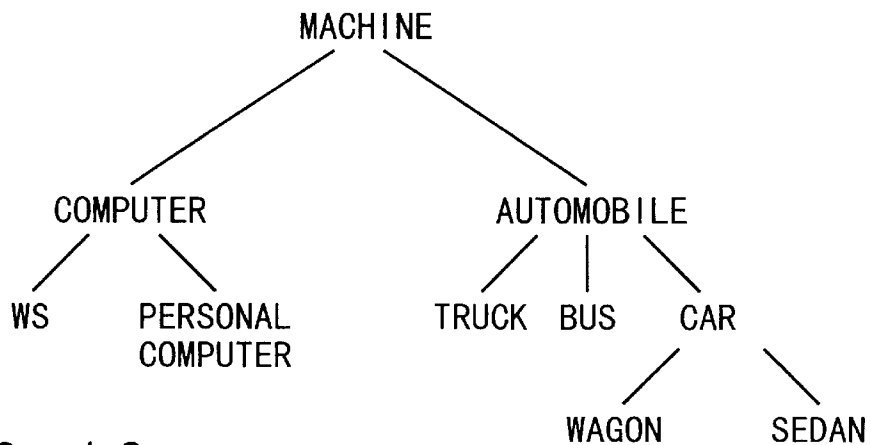 MACHINE
COMPUTER
AUTOMOBILE
WS
PERSONAL
COMPUTER
TRUCK
BUS
CAR
WAGON
SEDAN